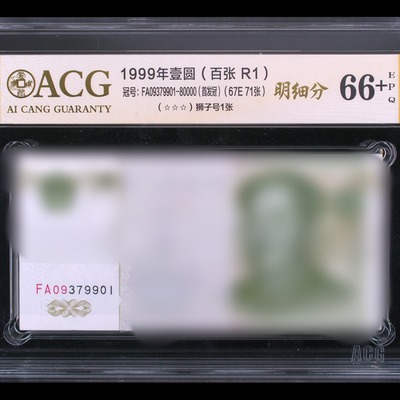 ACG
AI CANG GUARANTY
1999年壹圆（百张 R1）
冠号: FA09379901-80000 (首发冠) (67E 71张)
（☆☆☆）狮子号1张
明细分
66+
EPQ
FA09379901
ACG